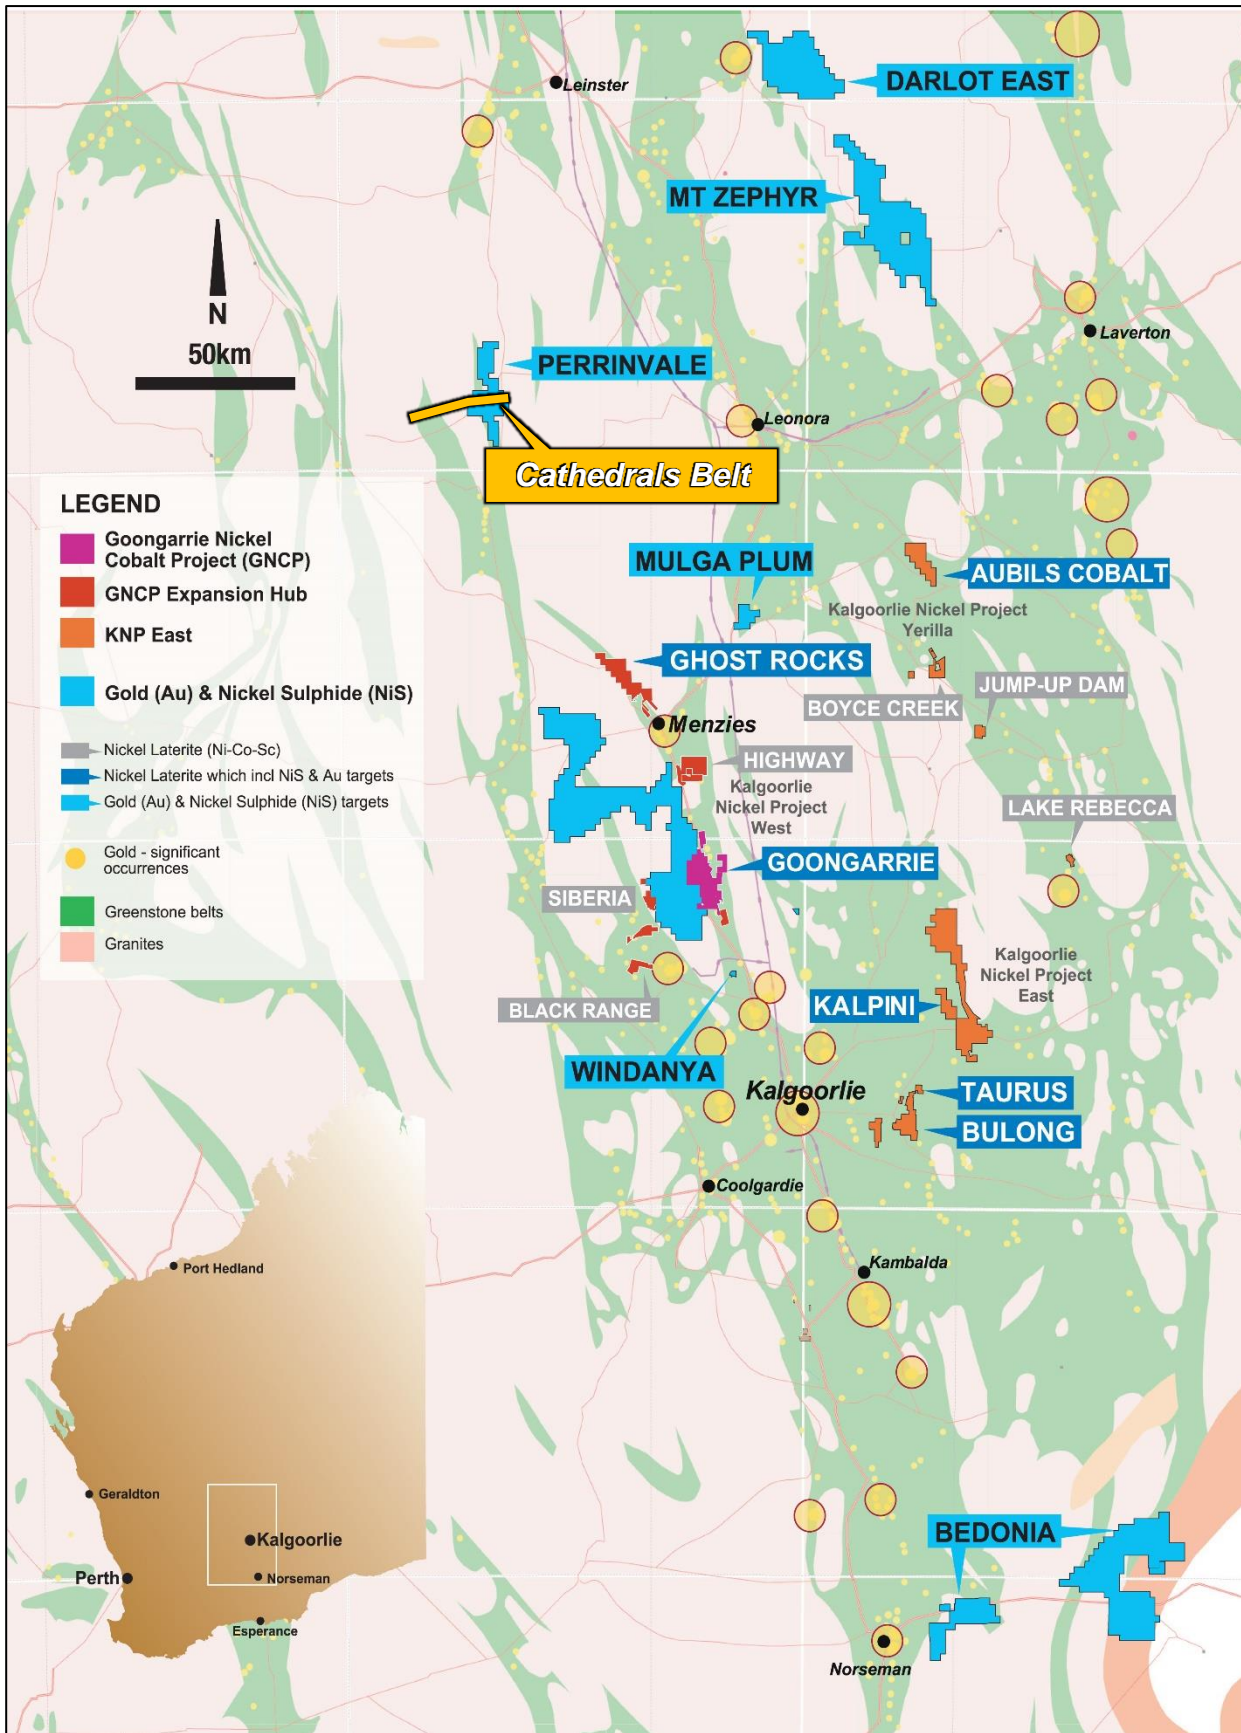 Leinster
DARLOT EAST
MT ZEPHYR
N
50km
Laverton
PERRINVALE
Leonora
Cathedrals Belt
LEGEND
Goongarrie Nickel
Cobalt Project (GNCP)
GNCP Expansion Hub
KNP East
Gold (Au) & Nickel Sulphide (NiS)
Nickel Laterite (Ni-Co-Sc)
Nickel Laterite which incl NiS & Au targets
Gold (Au) & Nickel Sulphide (NiS) targets
Gold - significant
occurrences
Greenstone belts
Granites
MULGA PLUM
AUBILS COBALT
Kalgoorlie Nickel Project
Yerilla
GHOST ROCKS
JUMP-UP DAM
BOYCE CREEK
Menzies
HIGHWAY
Kalgoorlie
Nickel Project
West
LAKE REBECCA
GOONGARRIE
SIBERIA
Kalgoorlie
Nickel Project
East
KALPINI
BLACK RANGE
WINDANYA
Kalgoorlie
TAURUS
BULONG
Coolgardie
Kambalda
Port Hedland
Geraldton
Kalgoorlie
Perth
Norseman
Esperance
BEDONIA
Norseman